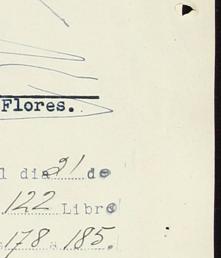 Flores.
l dia 21 de
122 Libro
178 a 185.